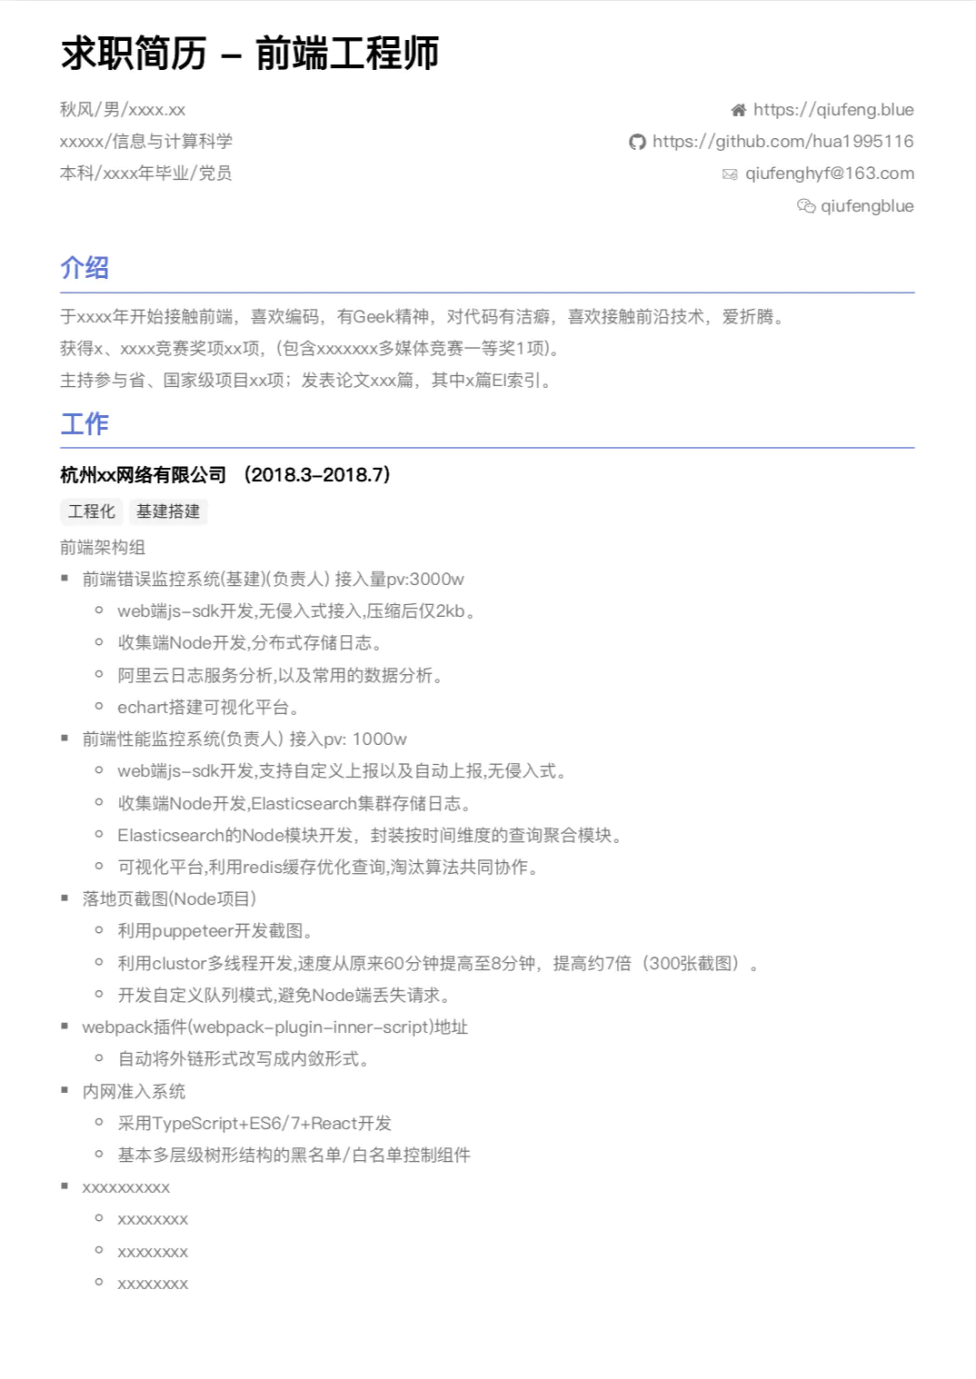 求职简历 - 前端工程师
秋风/男/xxxx.xx
xxxxx/信息与计算科学
本科/xxxx年毕业/党员
https://qiufeng.blue
https://github.com/hua1995116
qiufenghyf@163.com
qiufengblue
介绍
于xxxx年开始接触前端，喜欢编码，有Geek精神，对代码有洁癖，喜欢接触前沿技术，爱折腾。
获得x、xxxx竞赛奖项xx项，(包含xxxxxxx多媒体竞赛一等奖1项)。
主持参与省、国家级项目xx项；发表论文xxx篇，其中x篇EI索引。
工作
杭州xx网络有限公司 （2018.3-2018.7）
工程化 基建搭建
前端架构组
前端错误监控系统(基建)(负责人) 接入量pv:3000w
web端js-sdk开发,无侵入式接入,压缩后仅2kb。
收集端Node开发,分布式存储日志。
阿里云日志服务分析,以及常用的数据分析。
echart搭建可视化平台。
前端性能监控系统(负责人) 接入pv: 1000w
web端js-sdk开发,支持自定义上报以及自动上报,无侵入式。
收集端Node开发,Elasticsearch集群存储日志。
Elasticsearch的Node模块开发，封装按时间维度的查询聚合模块。
可视化平台,利用redis缓存优化查询,淘汰算法共同协作。
落地页截图(Node项目)
利用puppeteer开发截图。
利用clustor多线程开发,速度从原来60分钟提高至8分钟，提高约7倍（300张截图）。
开发自定义队列模式,避免Node端丢失请求。
webpack插件(webpack-plugin-inner-script)地址
自动将外链形式改写成内敛形式。
内网准入系统
采用TypeScript+ES6/7+React开发
基本多层级树形结构的黑名单/白名单控制组件
xxxxxxxxxx
xxxxxxxx
xxxxxxxx
xxxxxxxx